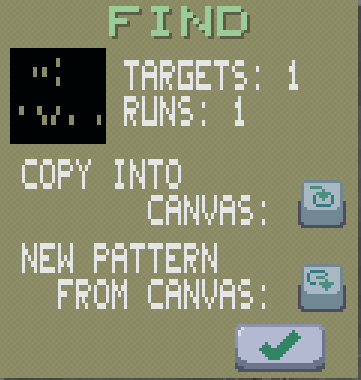 FIND
TARGETS: 1
RUNS: 1
COPY INTO
CANVAS:
NEW PATTERN
FROM CANVAS: